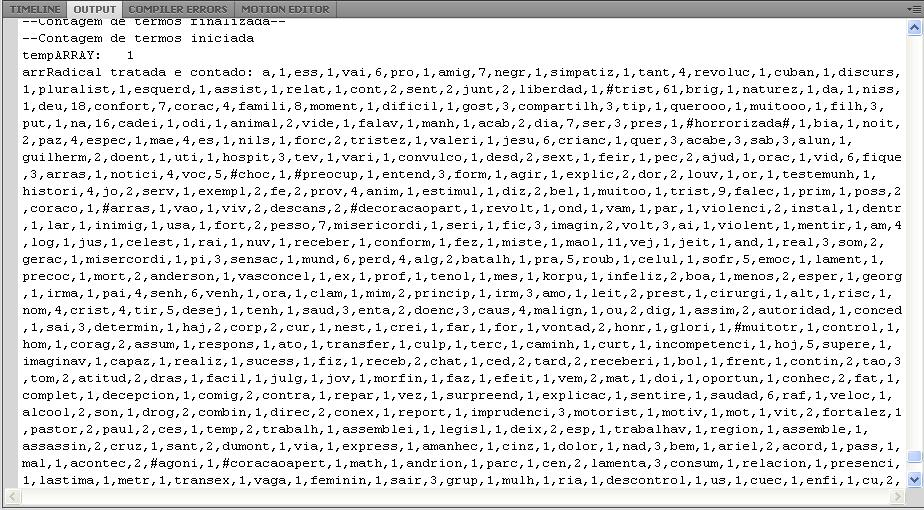 TIMELINE OUTPUT COMPILER ERRORS MOTION EDITOR
--Contagem de termos finalizada--
--Contagem de termos iniciada
tempARRAY: 1
arrRadical tratada e contado: a,1,ess,1,vai,6,pro,1,amig,7,negr,1,simpatiz,1,tant,4,revoluc,1,cuban,1,discurs,
1,pluralist,1,esquerd,1,assist,1,relat,1,cont,2,sent,2,junt,2,liberdad,1,#trist,61,brig,1,naturez,1,da,1,niss,
1,deu,18,confort,7,corac,4,famili,8,moment,1,dificil,1,gost,3,compartilh,3,tip,1,querooo,1,muitooo,1,filh,3,
put,1,na,16,cadei,1,odi,1,animal,2,vide,1,falav,1,manh,1,acab,2,dia,7,ser,3,pres,1,#horrorizada#,1,bia,1,noit,
2,paz,4,espec,1,mae,4,es,1,nils,1,forc,2,tristez,1,valeri,1,jesu,6,crianc,1,quer,3,acabe,3,sab,3,alun,1,
guilherm,2,doent,1,uti,1,hospit,3,tev,1,vari,1,convulco,1,desd,2,sext,1,feir,1,pec,2,ajud,1,orac,1,vid,6,fique
,3,arras,1,notici,4,voc,5,#choc,1,#preocup,1,entend,3,form,1,agir,1,explic,2,dor,2,louv,1,or,1,testemunh,1,
histori,4,jo,2,serv,1,exempl,2,fe,2,prov,4,anim,1,estimul,1,diz,2,bel,1,muitoo,1,trist,9,falec,1,prim,1,poss,2
,coraco,1,#arras,1,vao,1,viv,2,descans,2,#decoracaopart,1,revolt,1,ond,1,vam,1,par,1,violenci,2,instal,1,dentr
,1,lar,1,inimig,1,usa,1,fort,2,pesso,7,misericordi,1,seri,1,fic,3,imagin,2,volt,3,ai,1,violent,1,mentir,1,am,4
,log,1,jus,1,celest,1,rai,1,nuv,1,receber,1,conform,1,fez,1,miste,1,maol,11,vej,1,jeit,1,and,1,real,3,som,2,
gerac,1,misercordi,1,pi,3,sensac,1,mund,6,perd,4,alg,2,batalh,1,pra,5,roub,1,celul,1,sofr,5,emoc,1,lament,1,
precoc,1,mort,2,anderson,1,vasconcel,1,ex,1,prof,1,tenol,1,mes,1,korpu,1,infeliz,2,boa,1,menos,2,esper,1,georg
,1,irma,1,pai,4,senh,6,venh,1,ora,1,clam,1,mim,2,princip,1,irm,3,amo,1,leit,2,prest,1,cirurgi,1,alt,1,risc,1,
nom,4,crist,4,tir,5,desej,1,tenh,1,saud,3,enta,2,doenc,3,caus,4,malign,1,ou,2,dig,1,assim,2,autoridad,1,conced
,1,sai,3,determin,1,haj,2,corp,2,cur,1,nest,1,crei,1,far,1,for,1,vontad,2,honr,1,glori,1,#muitotr,1,control,1,
hom,1,corag,2,assum,1,respons,1,ato,1,transfer,1,culp,1,terc,1,caminh,1,curt,1,incompetenci,1,hoj,5,supere,1,
imaginav,1,capaz,1,realiz,1,sucess,1,fiz,1,receb,2,chat,1,ced,2,tard,2,receberi,1,bol,1,frent,1,contin,2,tao,3
,tom,2,atitud,2,dras,1,facil,1,julg,1,jov,1,morfin,1,faz,1,efeit,1,vem,2,mat,1,doi,1,oportun,1,conhec,2,fat,1,
complet,1,decepcion,1,comig,2,contra,1,repar,1,vez,1,surpreend,1,explicac,1,sentire,1,saudad,6,raf,1,veloc,1,
alcool,2,son,1,drog,2,combin,1,direc,2,conex,1,report,1,imprudenci,3,motorist,1,motiv,1,mot,1,vit,2,fortalez,1
,pastor,2,paul,2,ces,1,temp,2,trabalh,1,assemblei,1,legisl,1,deix,2,esp,1,trabalhav,1,region,1,assemble,1,
assassin,2,cruz,1,sant,2,dumont,1,via,1,express,1,amanhec,1,cinz,1,dolor,1,nad,3,bem,1,ariel,2,acord,1,pass,1,
mal,1,acontec,2,#agoni,1,#coracaoapert,1,math,1,andrion,1,parc,1,cen,2,lamenta,3,consum,1,relacion,1,presenci,
1,lastima,1,metr,1,transex,1,vaga,1,feminin,1,sair,3,grup,1,mulh,1,ria,1,descontrol,1,us,1,cuec,1,enfi,1,cu,2,